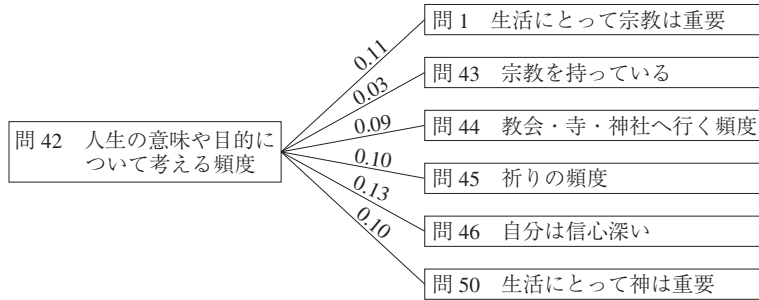 問 1 生活にとって宗教は重要
0.11
問 43 宗教を持っている
0.03
問 44 教会・寺・神社へ行く頻度
0.09
問 42 人生の意味や目的に
ついて考える頻度
問 45 祈りの頻度
0.10
問 46 自分は信心深い
0.13
問 50 生活にとって神は重要
0.10